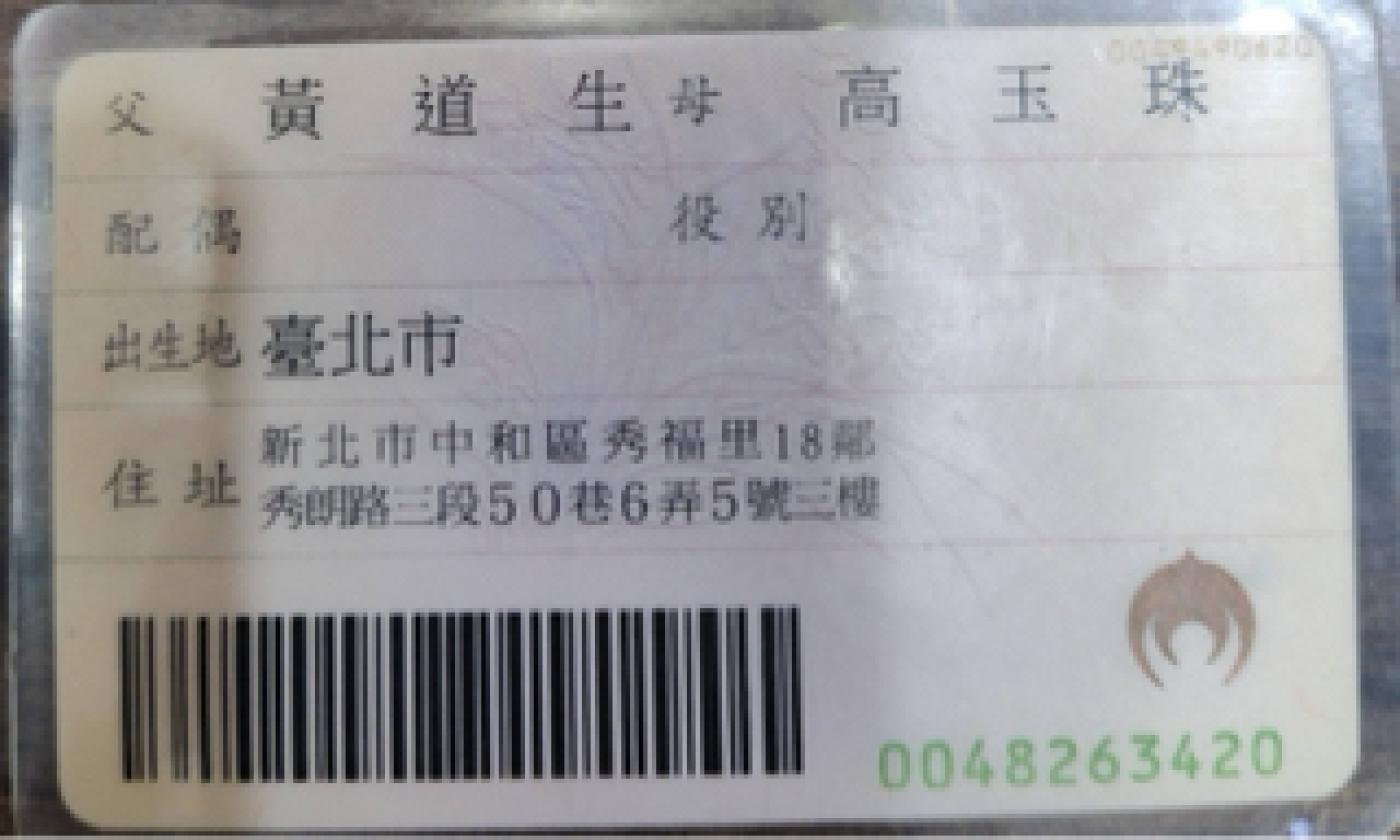 父 黃道生 母 高玉珠
配偶 役別
出生地 臺北市
住址 新北市中和區秀福里18鄰
秀朗路三段50巷6弄5號三樓
0048263420